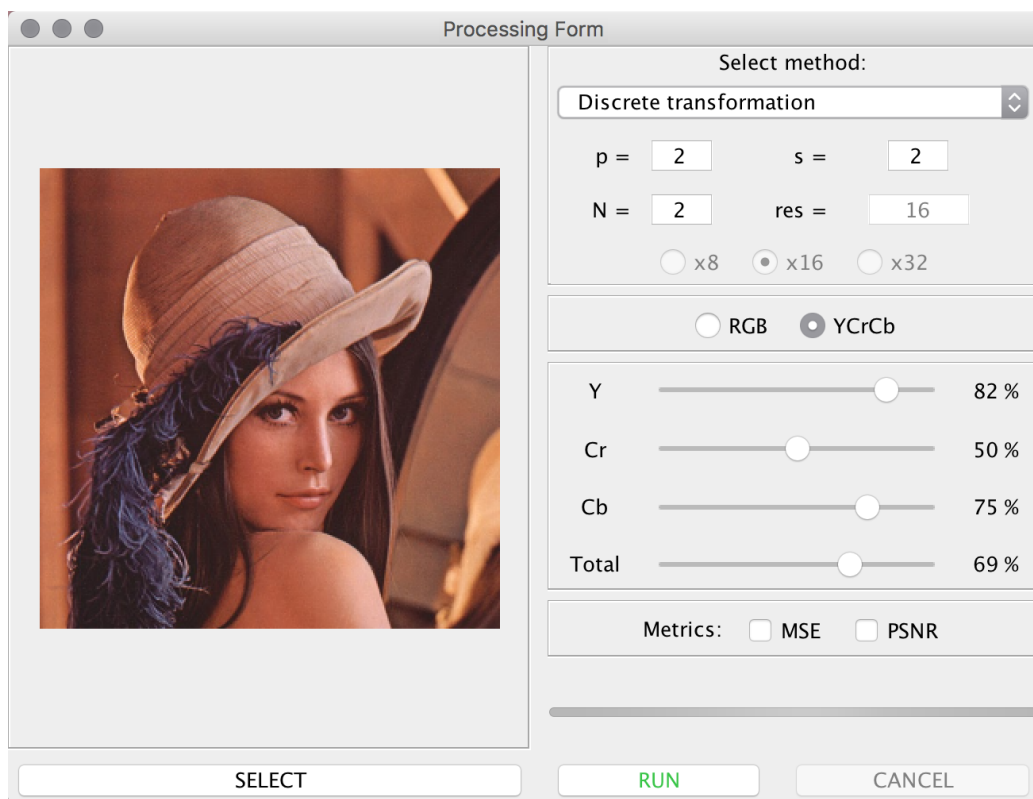 Processing Form
Select method:
Discrete transformation
p = 2 s = 2
N = 2 res = 16
x8 x16 x32
RGB YCrCb
Y 82 %
Cr 50 %
Cb 75 %
Total 69 %
Metrics: MSE PSNR
SELECT RUN CANCEL